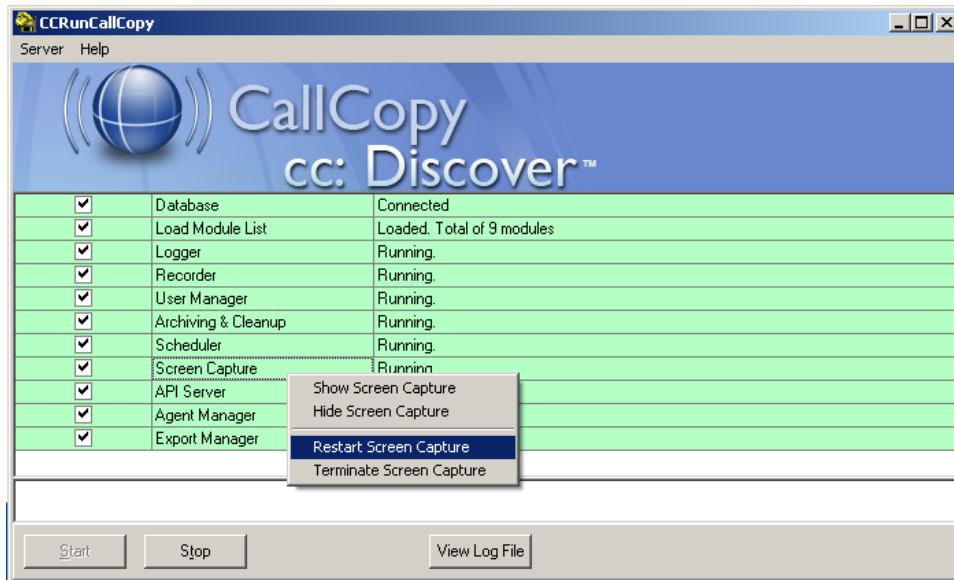 CCRunCallCopy
Server Help
CallCopy
cc: Discover™
Database Connected
Load Module List Loaded. Total of 9 modules
Logger Running.
Recorder Running.
User Manager Running.
Archiving & Cleanup Running.
Scheduler Running.
Screen Capture Running
API Server
Agent Manager
Export Manager
Show Screen Capture
Hide Screen Capture
Restart Screen Capture
Terminate Screen Capture
Start Stop View Log File